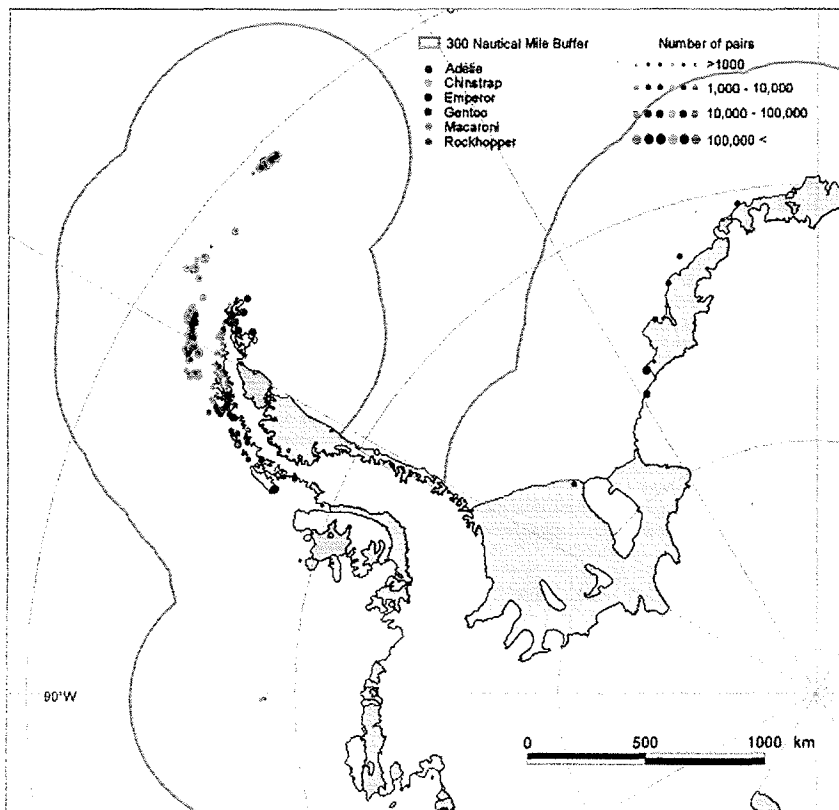 300 Nautical Mile Buffer
Adélie
Chinstrap
Emperor
Gentoo
Macaroni
Rockhopper
Number of pairs
>1000
1,000 - 10,000
10,000 - 100,000
100,000 <
90°W
0 500 1000 km